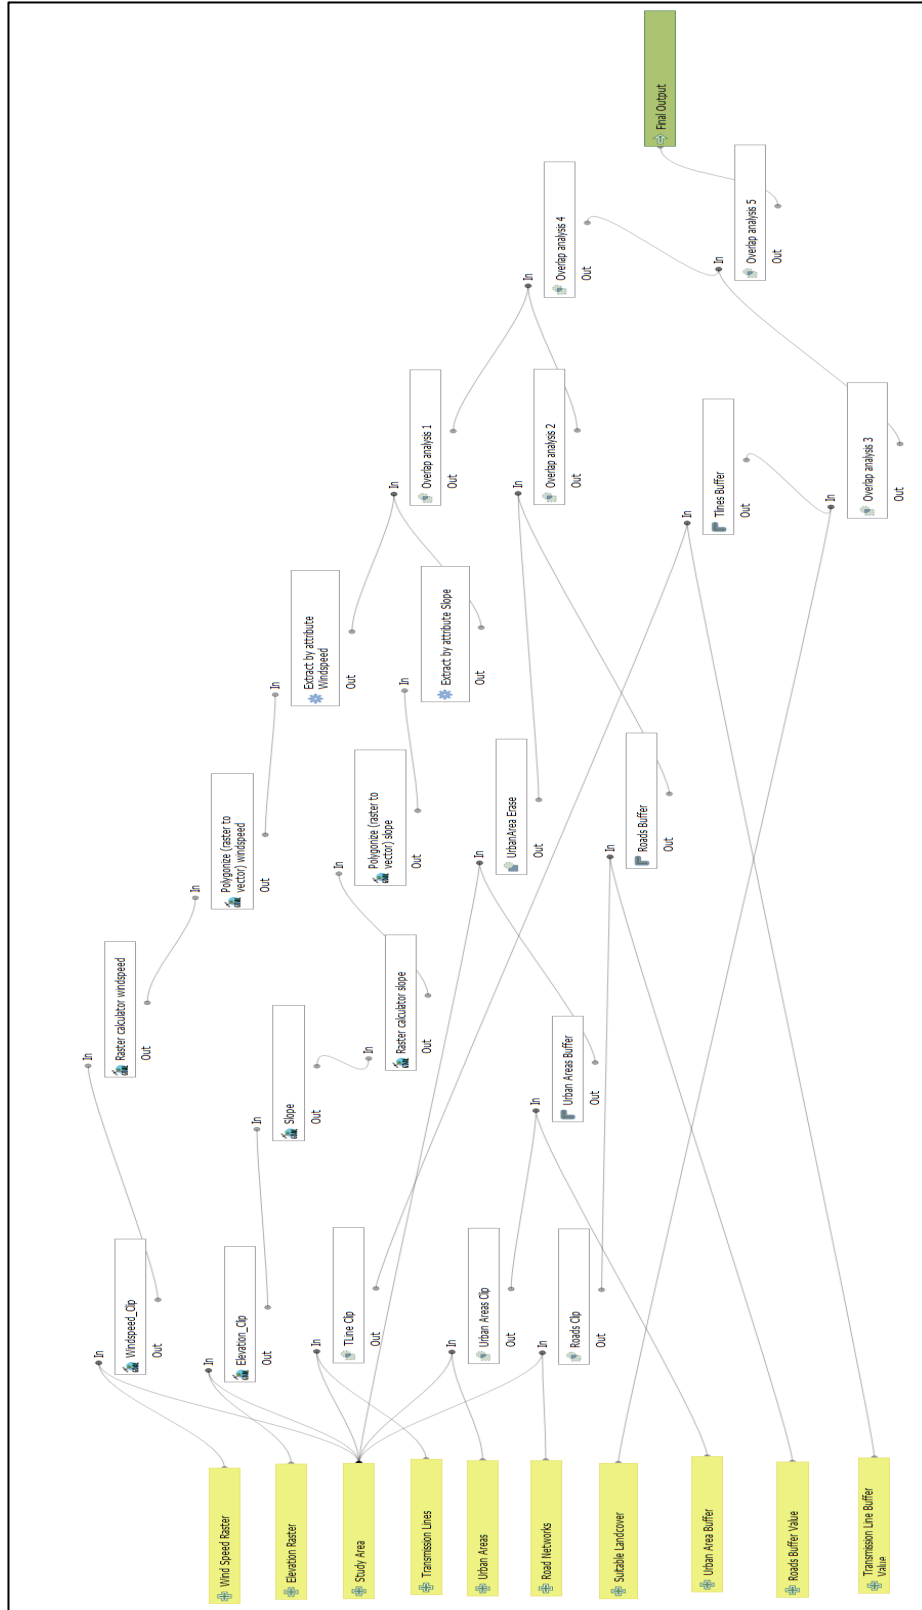 Wind Speed Raster
Elevation Raster
Study Area
Transmission Lines
Urban Areas
Road Networks
Suitable Landcover
Urban Area Buffer
Roads Buffer Value
Transmission Line Buffer
Value
In
Windspeed_Clip
Out
In
Elevation_Clip
Out
In
TLine Clip
Out
In
Urban Areas Clip
Out
In
Roads Clip
Out
In
Raster calculator windspeed
Out
In
Slope
Out
In
Raster calculator slope
Out
In
Urban Areas Buffer
Out
In
Polygonize (raster to
vector) windspeed
Out
In
Polygonize (raster to
vector) slope
Out
In
UrbanArea Erase
Out
In
Roads Buffer
Out
In
Extract by attribute
Windspeed
Out
In
Extract by attribute Slope
Out
In
Overlap analysis 1
Out
In
Overlap analysis 2
Out
In
Tlines Buffer
Out
In
Overlap analysis 3
Out
In
Overlap analysis 4
Out
In
Overlap analysis 5
Out
Final Output